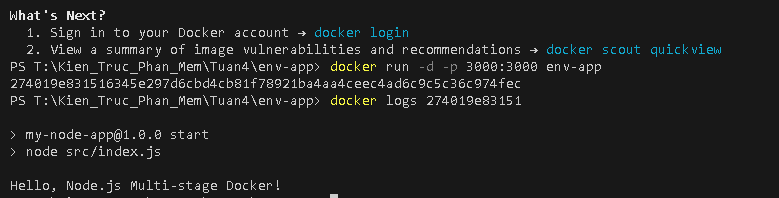 What's Next?
1. Sign in to your Docker account → docker login
2. View a summary of image vulnerabilities and recommendations → docker scout quickview
PS T:\Kien_Truc_Phan_Mem\Tuan4\env-app> docker run -d -p 3000:3000 env-app
274019e831516345e297d6cbd4cb81f78921ba4aa4ceec4ad6c9c5c36c974fec
PS T:\Kien_Truc_Phan_Mem\Tuan4\env-app> docker logs 274019e83151
> my-node-app@1.0.0 start
> node src/index.js
Hello, Node.js Multi-stage Docker!